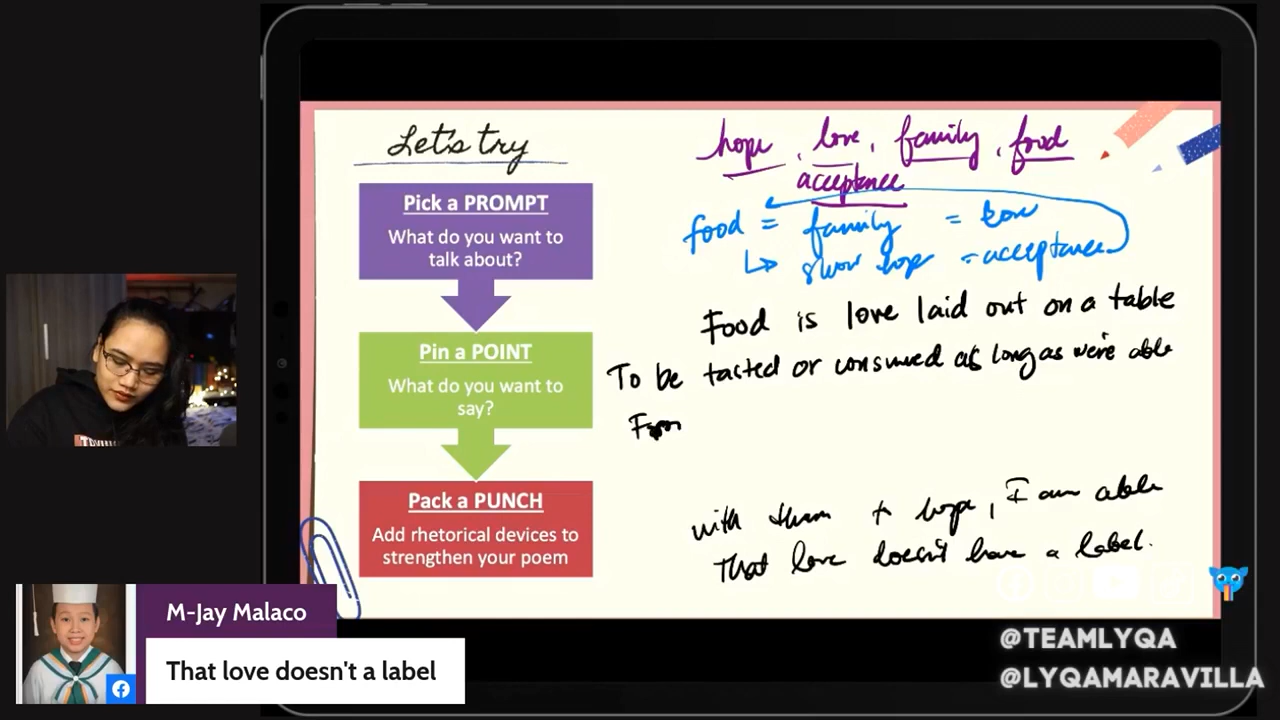 Let's try
Pick a PROMPT
What do you want to
talk about?
Pin a POINT
What do you want to
say?
Pack a PUNCH
Add rhetorical devices to
strengthen your poem
hope, love, family, food
acceptance
food = family = love
↳ show hope = acceptance
Food is love laid out on a table
To be tasted or consumed as long as we're able
with them to hope, I am able
That love doesn't have a label.
M-Jay Malaco
That love doesn't a label
@TEAMLYQA
@LYQAMARAVILLA